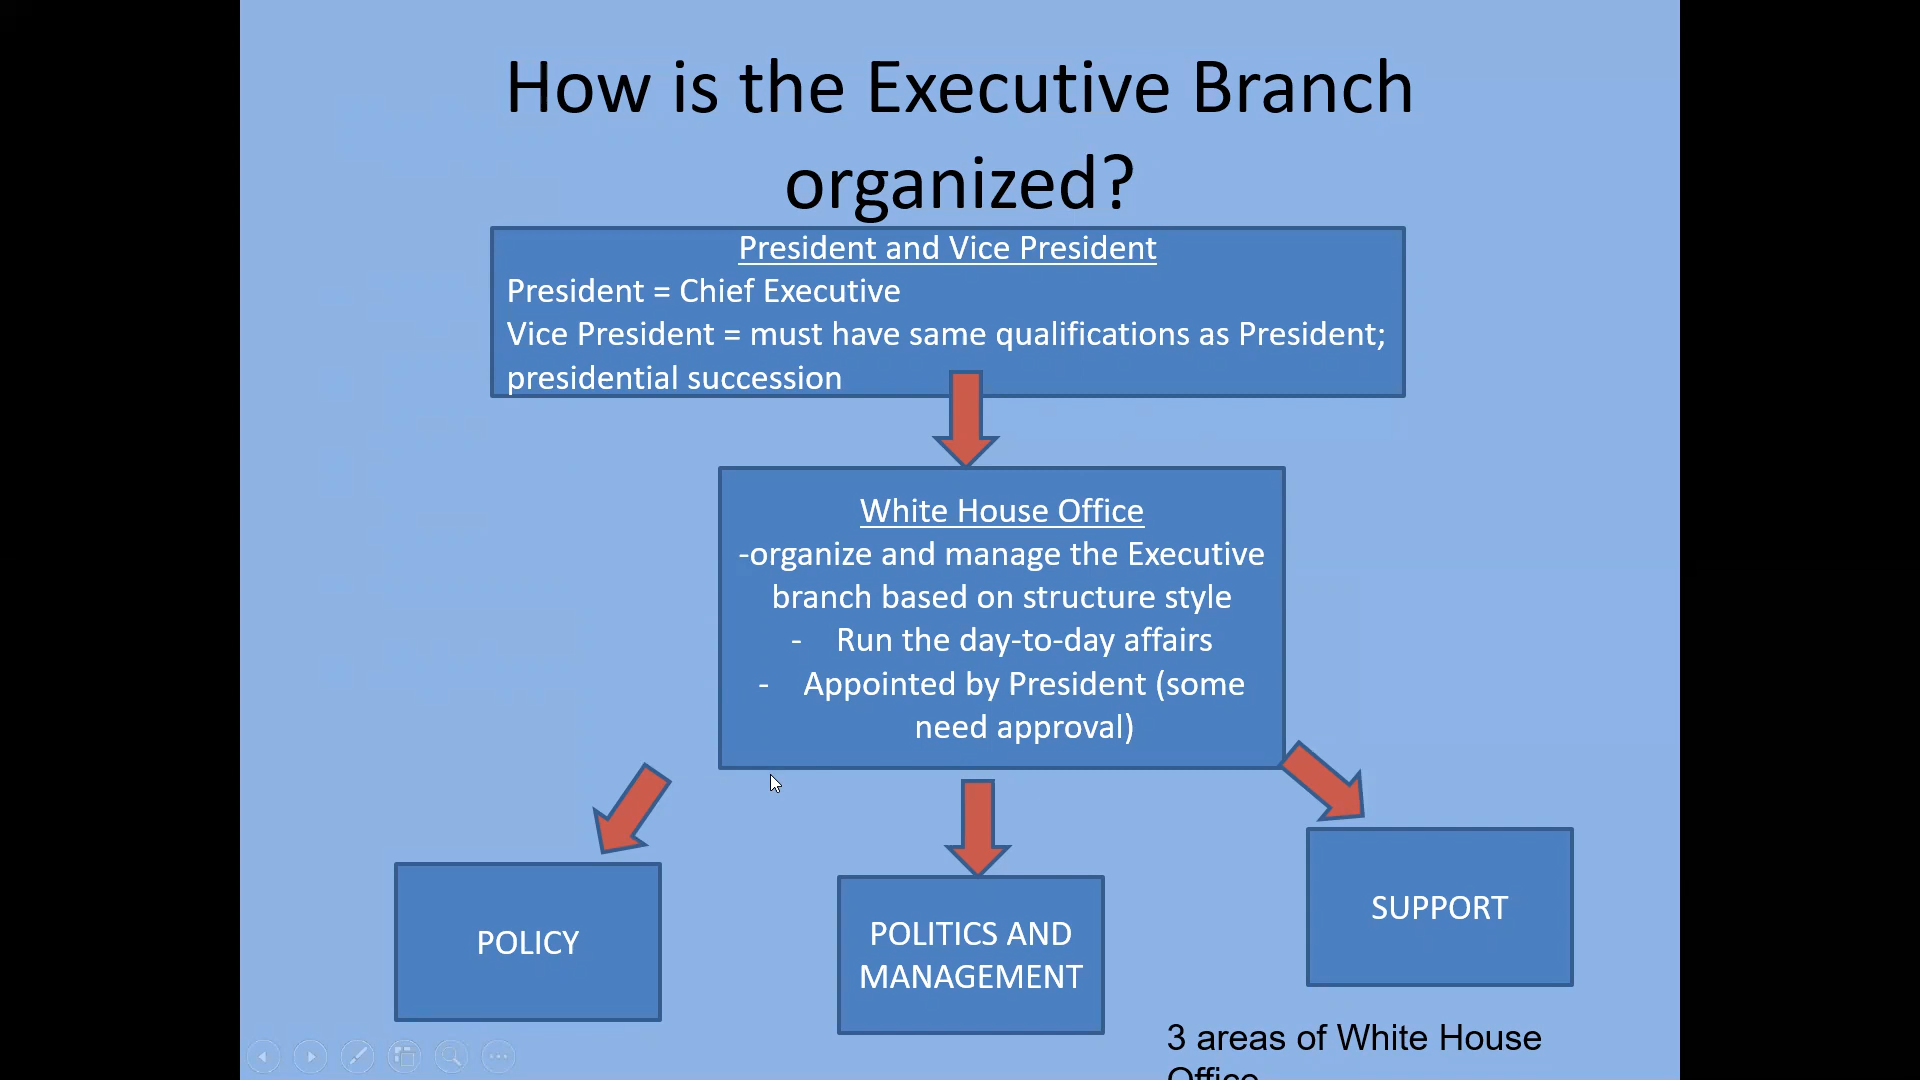 How is the Executive Branch
organized?
President and Vice President
President = Chief Executive
Vice President = must have same qualifications as President;
presidential succession
White House Office
-organize and manage the Executive
branch based on structure style
- Run the day-to-day affairs
- Appointed by President (some
need approval)
POLICY
POLITICS AND
MANAGEMENT
SUPPORT
3 areas of White House
Office